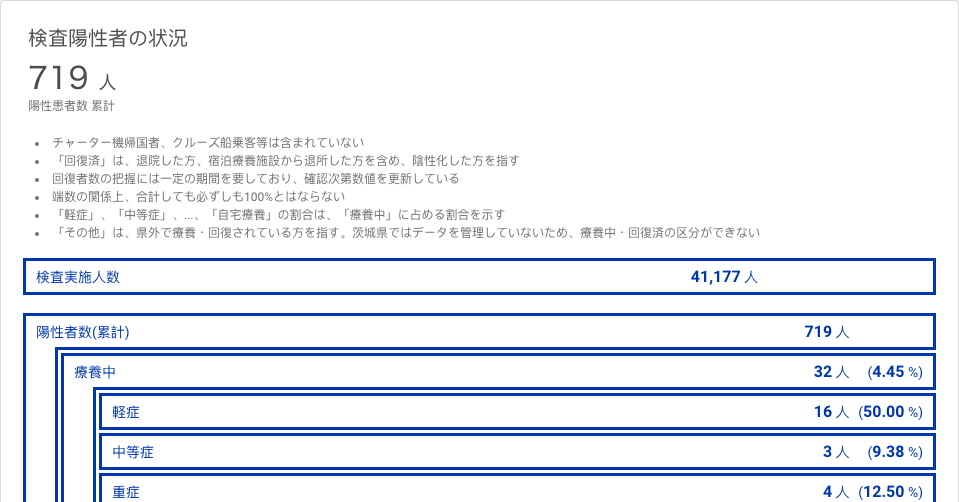 検査陽性者の状況
719 人
陽性患者数 累計
• チャーター機帰国者、クルーズ船乗客等は含まれていない
• 「回復済」は、退院した方、宿泊療養施設から退所した方を含め、陰性化した方を指す
• 回復者数の把握には一定の期間を要しており、確認次第数値を更新している
• 端数の関係上、合計しても必ずしも100%とはならない
• 「軽症」、「中等症」、...、「自宅療養」の割合は、「療養中」に占める割合を示す
• 「その他」は、県外で療養・回復されている方を指す。茨城県ではデータを管理していないため、療養中・回復済の区分ができない
検査実施人数 41,177 人
陽性者数(累計) 719 人
療養中 32 人 (4.45 %)
軽症 16 人 (50.00 %)
中等症 3 人 (9.38 %)
重症 4 人 (12.50 %)